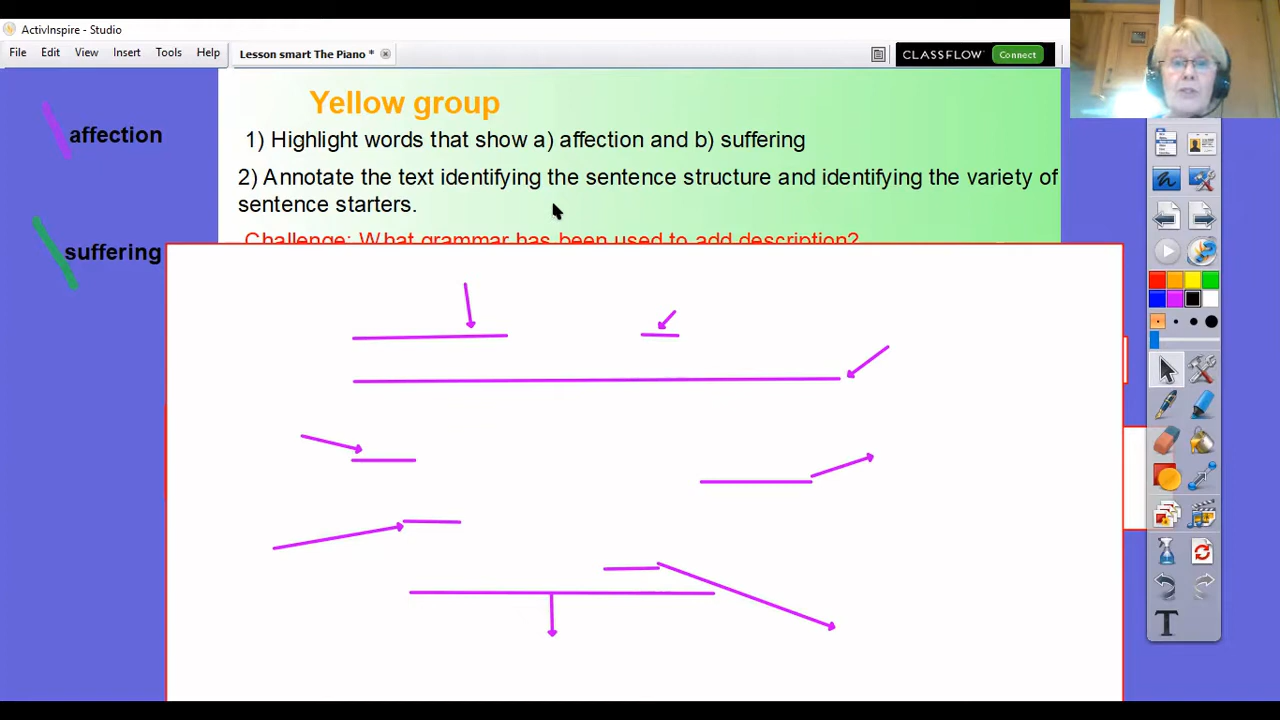 ActivInspire - Studio
File Edit View Insert Tools Help Lesson smart The Piano * CLASSFLOW Connect
Yellow group
affection
1) Highlight words that show a) affection and b) suffering
2) Annotate the text identifying the sentence structure and identifying the variety of
sentence starters.
suffering
Challenge: What grammar has been used to add description?
T